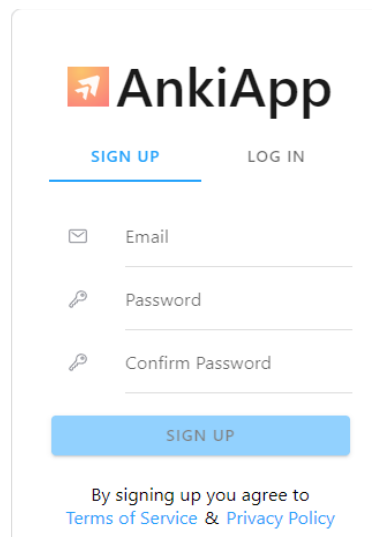 AnkiApp
SIGN UP LOG IN
Email
Password
Confirm Password
SIGN UP
By signing up you agree to
Terms of Service & Privacy Policy